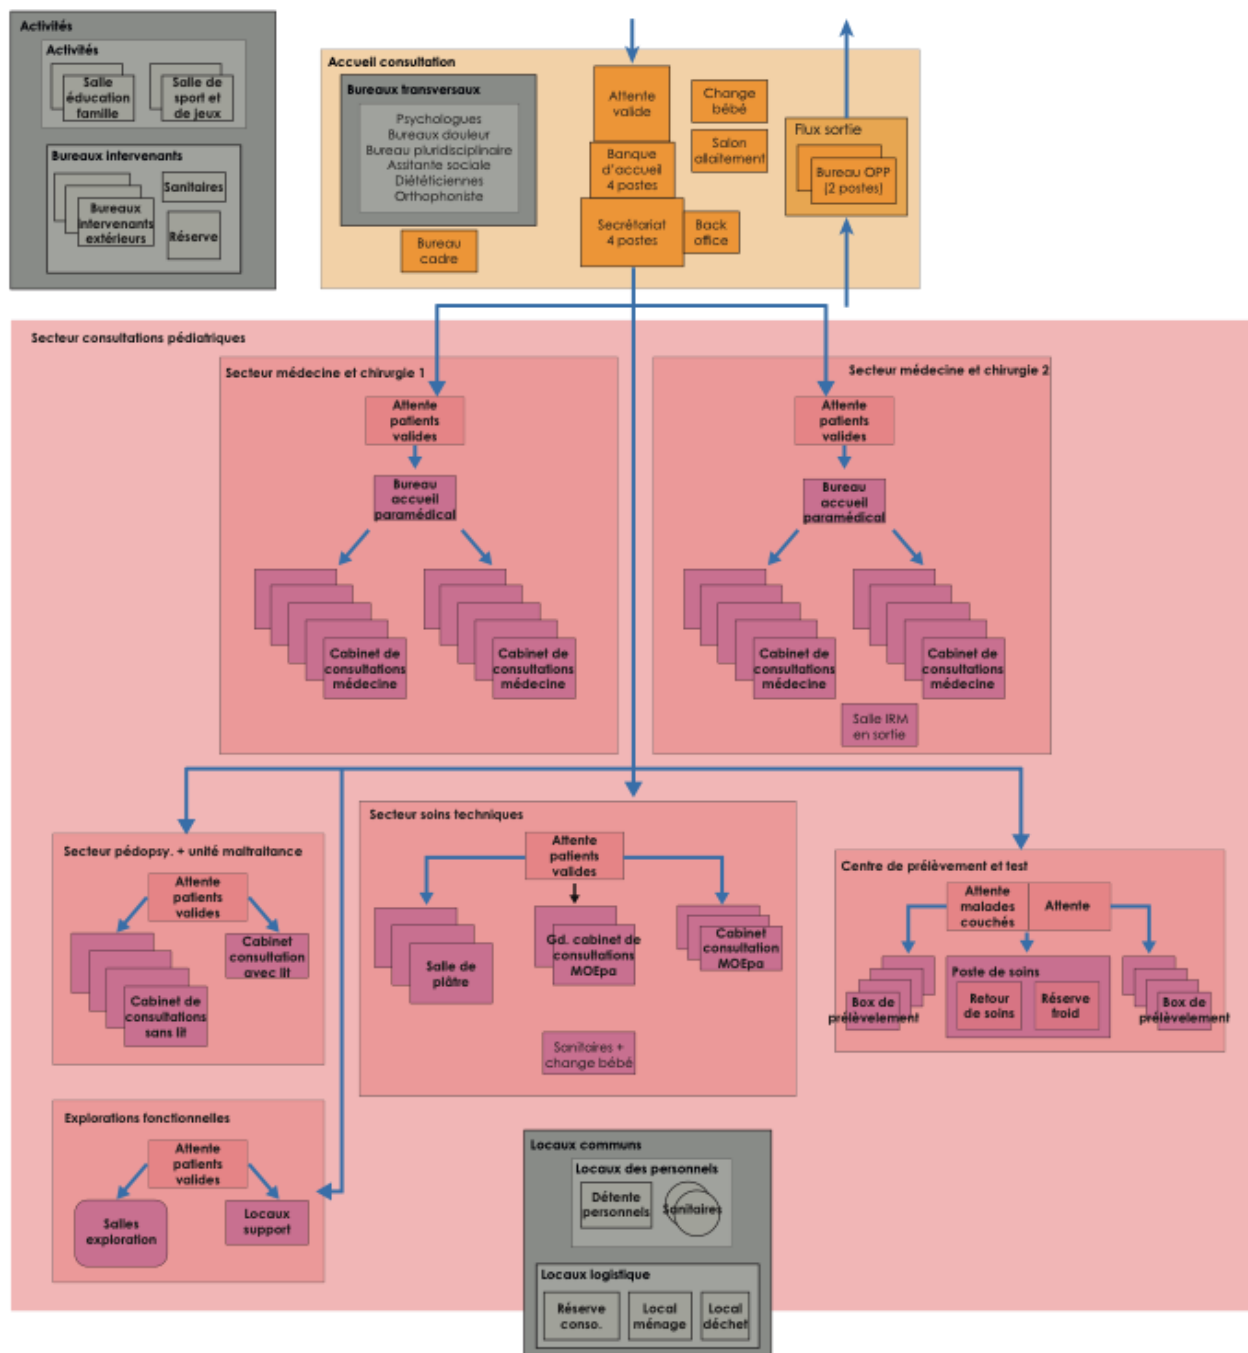 Activités
Activités
Salle
éducation
famille
Salle de
sport et
de jeux
Bureaux intervenants
Bureaux
intervenants
extérieurs
Sanitaires
Réserve
Accueil consultation
Bureaux transversaux
Psychologues
Bureaux douleur
Bureau pluridisciplinaire
Assitante sociale
Diététiciennes
Orthophoniste
Bureau
cadre
Attente
valide
Banque
d'accueil
4 postes
Secrétariat
4 postes
Back
office
Change
bébé
Salon
allaitement
Flux sortie
Bureau OPP
(2 postes)
Secteur consultations pédiatriques
Secteur médecine et chirurgie 1
Attente
patients
valides
Bureau
accueil
paramédical
Cabinet de
consultations
médecine
Cabinet de
consultations
médecine
Secteur médecine et chirurgie 2
Attente
patients
valides
Bureau
accueil
paramédical
Cabinet de
consultations
médecine
Cabinet de
consultations
médecine
Salle IRM
en sortie
Secteur pédopsy. + unité maltraitance
Attente
patients
valides
Cabinet de
consultations
sans lit
Cabinet
consultation
avec lit
Secteur soins techniques
Attente
patients
valides
Salle de
plâtre
Gd. cabinet de
consultations
MOEpa
Cabinet
consultation
MOEpa
Sanitaires +
change bébé
Centre de prélèvement et test
Attente
malades
couchés
Attente
Box de
prélèvelement
Poste de soins
Retour
de soins
Réserve
froid
Box de
prélèvelement
Explorations fonctionnelles
Attente
patients
valides
Salles
exploration
Locaux
support
Locaux communs
Locaux des personnels
Détente
personnels
Sanitaires
Locaux logistique
Réserve
conso.
Local
ménage
Local
déchet